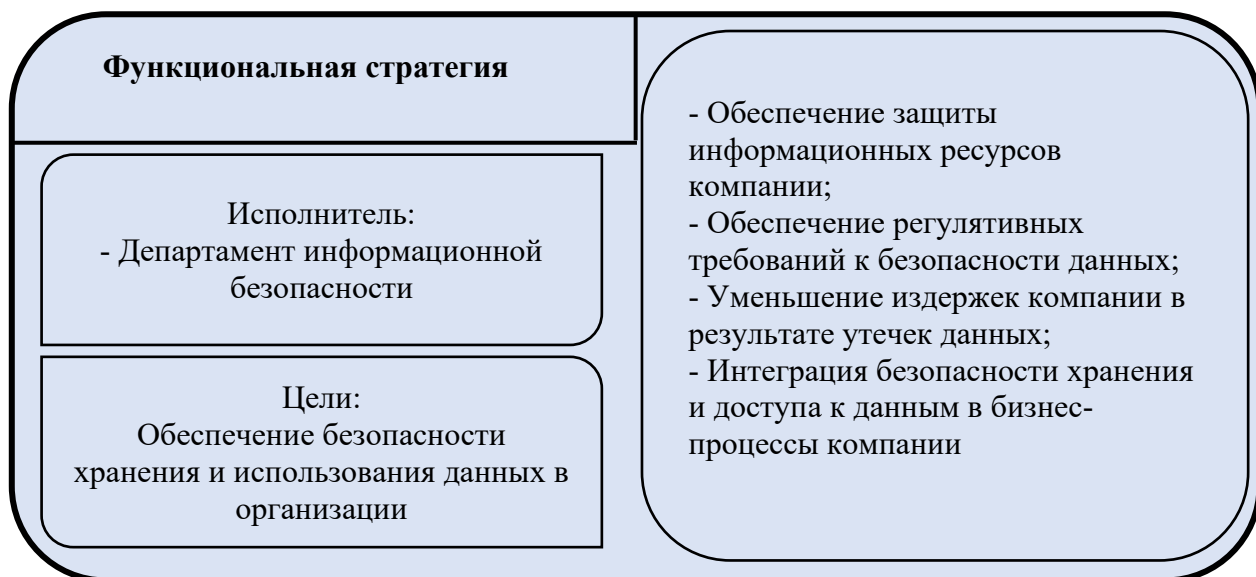 Функциональная стратегия
Исполнитель:
- Департамент информационной
безопасности
Цели:
Обеспечение безопасности
хранения и использования данных в
организации
- Обеспечение защиты
информационных ресурсов
компании;
- Обеспечение регулятивных
требований к безопасности данных;
- Уменьшение издержек компании в
результате утечек данных;
- Интеграция безопасности хранения
и доступа к данным в бизнес-
процессы компании